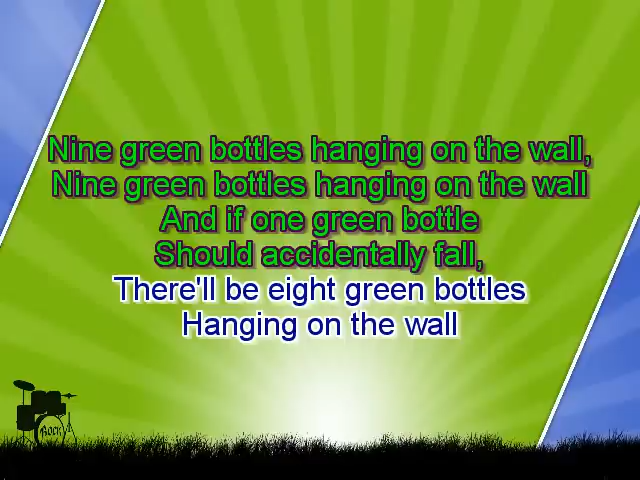 Nine green bottles hanging on the wall,
Nine green bottles hanging on the wall
And if one green bottle
Should accidentally fall,
There'll be eight green bottles
Hanging on the wall
ROCK